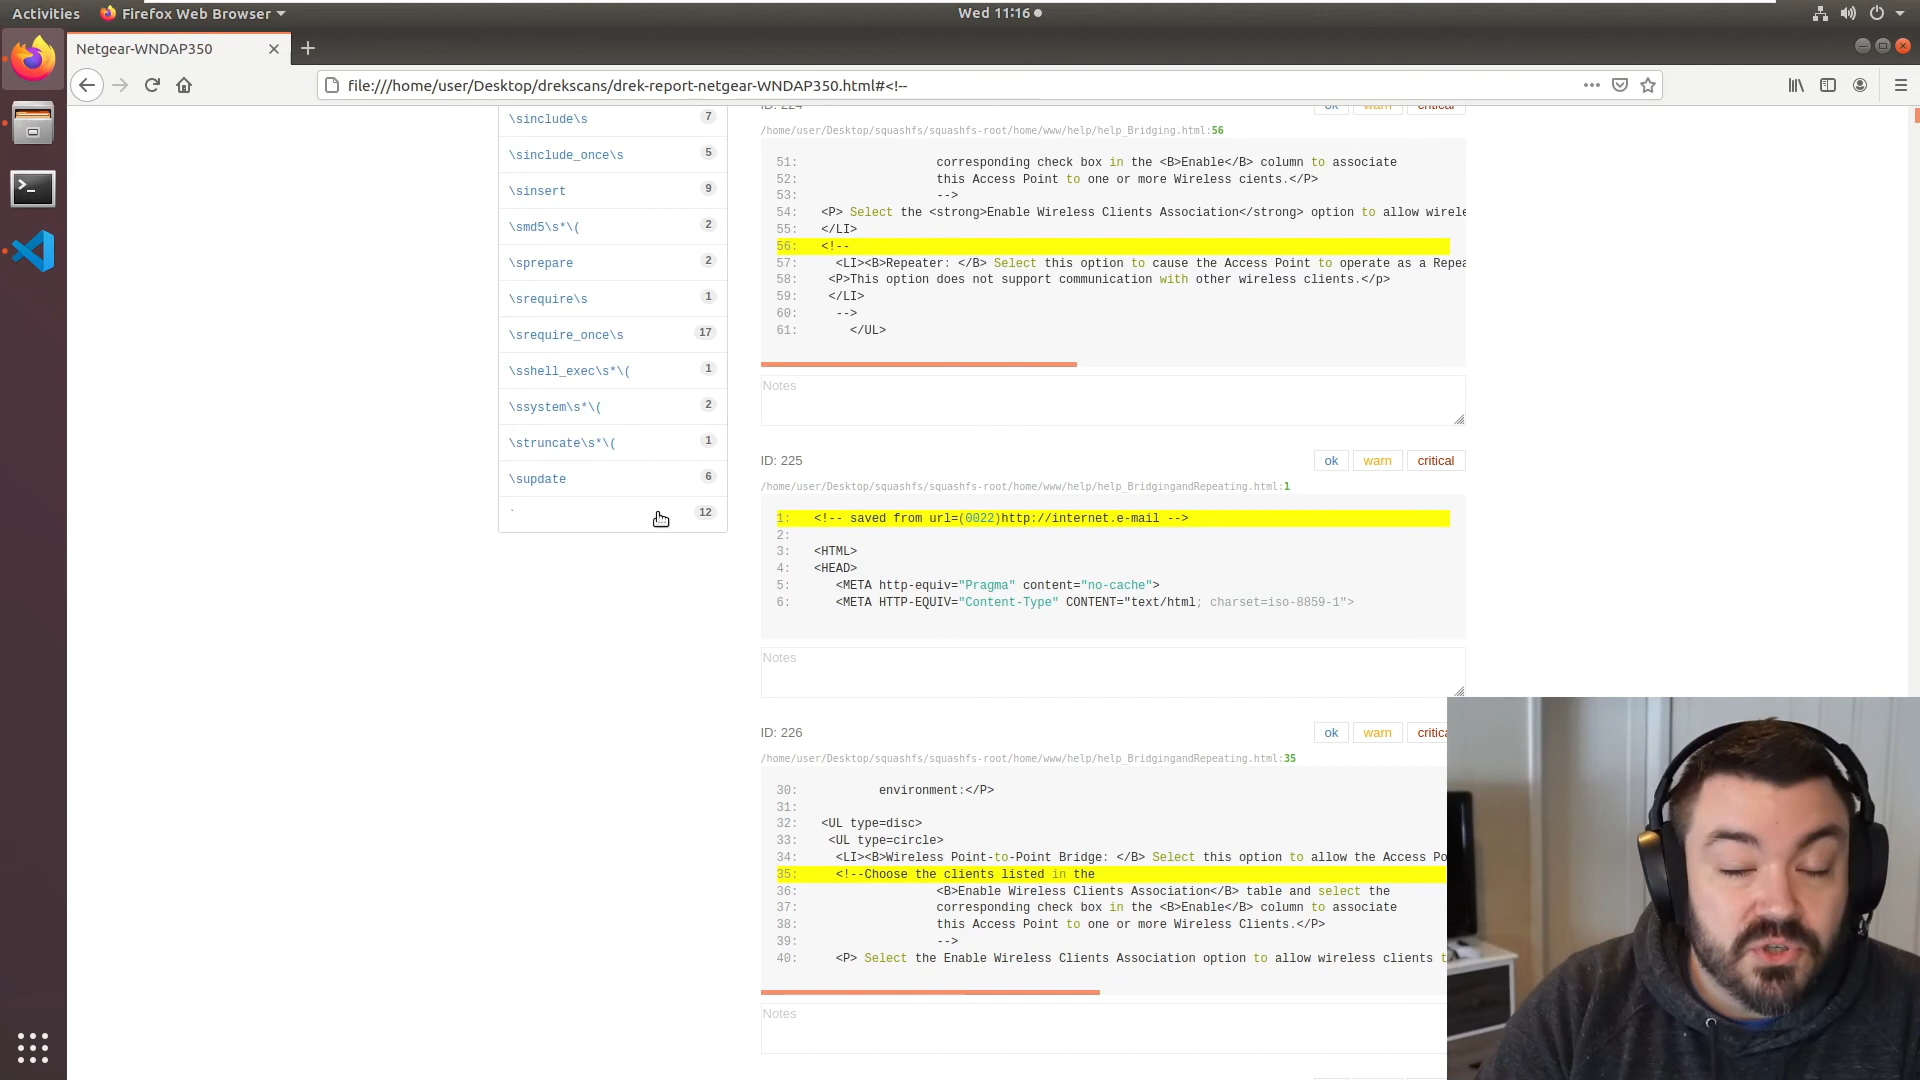 Activities Firefox Web Browser Wed 11:16
Netgear-WNDAP350
file:///home/user/Desktop/drekscans/drek-report-netgear-WNDAP350.html#<!--
\sinclude\s 7
\sinclude_once\s 5
\sinsert 9
\smd5\s*\( 2
\sprepare 2
\srequire\s 1
\srequire_once\s 17
\sshell_exec\s*\( 1
\ssystem\s*\( 2
\struncate\s*\( 1
\supdate 6
` 12
ID: 224 ok warn critical
/home/user/Desktop/squashfs/squashfs-root/home/www/help/help_Bridging.html:56
51: corresponding check box in the <B>Enable</B> column to associate
52: this Access Point to one or more Wireless cients.</P>
53: -->
54: <P> Select the <strong>Enable Wireless Clients Association</strong> option to allow wirele
55: </LI>
56: <!--
57: <LI><B>Repeater: </B> Select this option to cause the Access Point to operate as a Repea
58: <P>This option does not support communication with other wireless clients.</p>
59: </LI>
60: -->
61: </UL>
Notes
ID: 225 ok warn critical
/home/user/Desktop/squashfs/squashfs-root/home/www/help/help_BridgingandRepeating.html:1
1: <!-- saved from url=(0022)http://internet.e-mail -->
2:
3: <HTML>
4: <HEAD>
5: <META http-equiv="Pragma" content="no-cache">
6: <META HTTP-EQUIV="Content-Type" CONTENT="text/html; charset=iso-8859-1">
Notes
ID: 226 ok warn critica
/home/user/Desktop/squashfs/squashfs-root/home/www/help/help_BridgingandRepeating.html:35
30: environment:</P>
31:
32: <UL type=disc>
33: <UL type=circle>
34: <LI><B>Wireless Point-to-Point Bridge: </B> Select this option to allow the Access Po
35: <!--Choose the clients listed in the
36: <B>Enable Wireless Clients Association</B> table and select the
37: corresponding check box in the <B>Enable</B> column to associate
38: this Access Point to one or more Wireless Clients.</P>
39: -->
40: <P> Select the Enable Wireless Clients Association option to allow wireless clients t
Notes